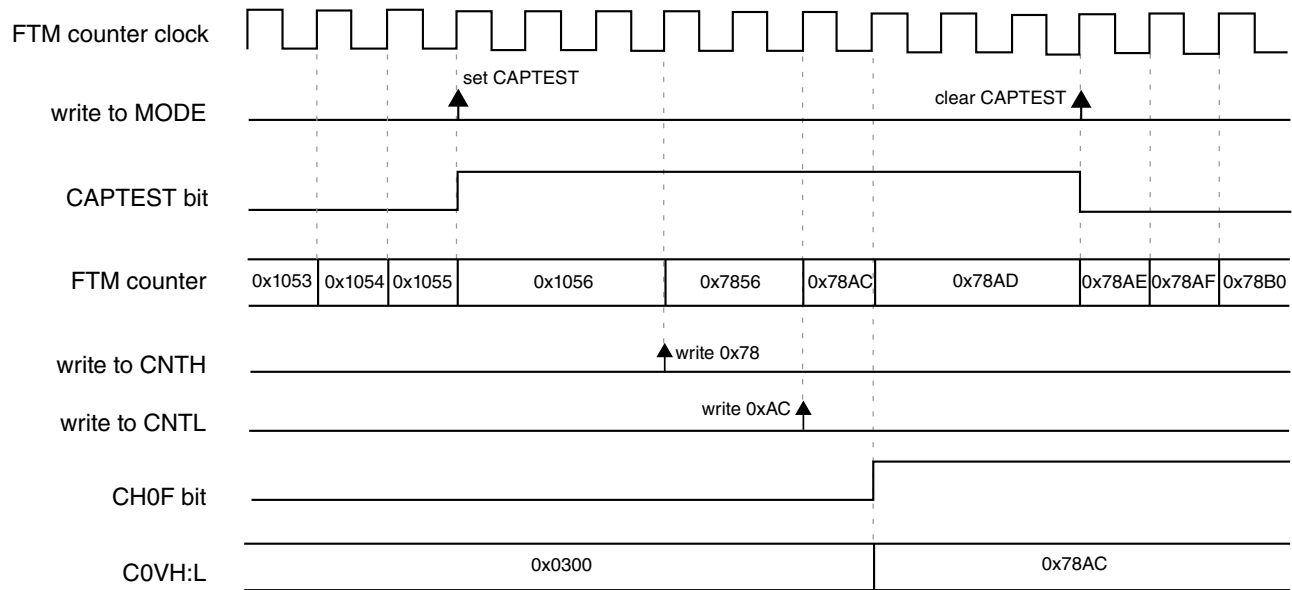 FTM counter clock
set CAPTEST
write to MODE clear CAPTEST
CAPTEST bit
FTM counter 0x1053 0x1054 0x1055 0x1056 0x7856 0x78AC 0x78AD 0x78AE 0x78AF 0x78B0
write to CNTH write 0x78
write to CNTL write 0xAC
CH0F bit
C0VH:L 0x0300 0x78AC